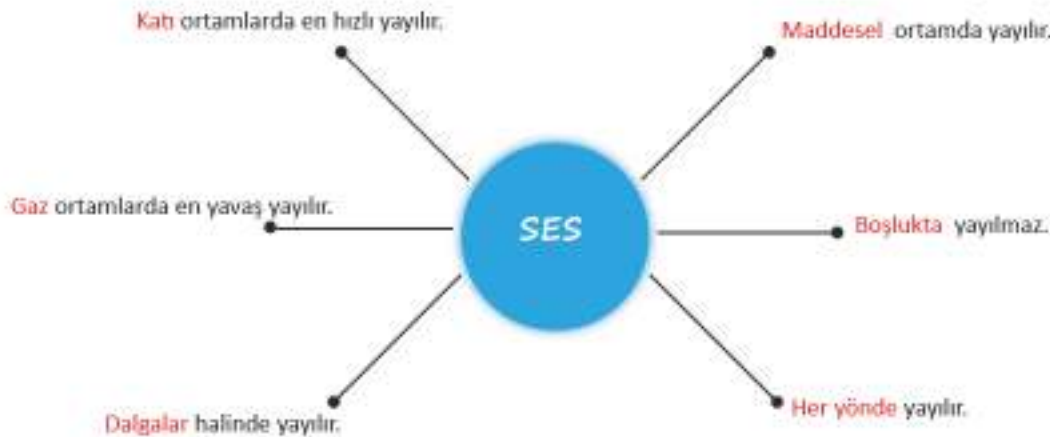 Katı ortamlarda en hızlı yayılır.
Maddesel ortamda yayılır.
Gaz ortamlarda en yavaş yayılır.
SES
Boşlukta yayılmaz.
Dalgalar halinde yayılır.
Her yönde yayılır.